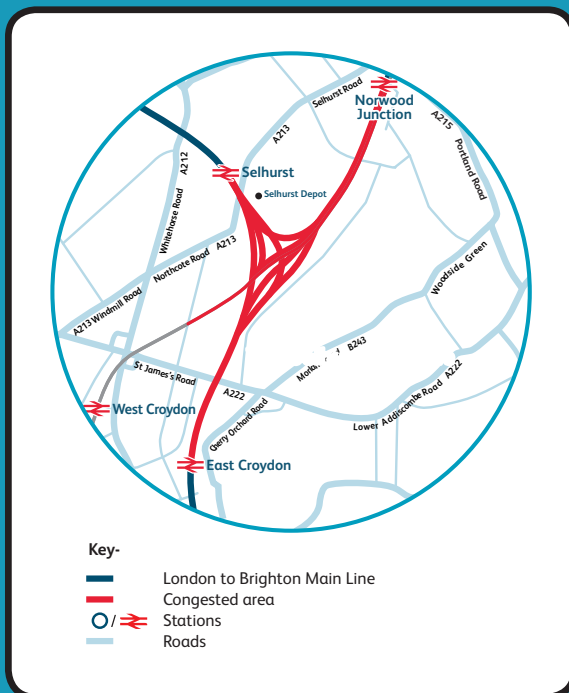 Selhurst Road
Norwood
Junction
A215
Portland Road
A213
A212
Selhurst
Selhurst Depot
Whitehorse Road
Northcote Road A213
Woodside Green
A213 Windmill Road
B243
St James's Road
A222
Lower Addiscombe Road A222
West Croydon
Cherry Orchard Road
East Croydon
Key-
London to Brighton Main Line
Congested area
/ Stations
Roads